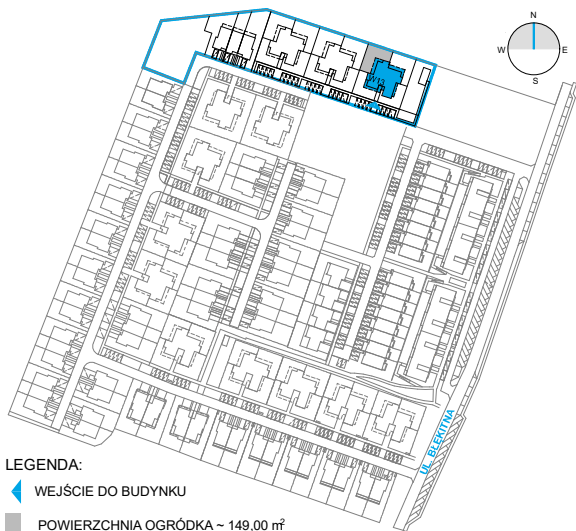 N
W
E
S
UL. BŁĘKITNA
LEGENDA:
WEJŚCIE DO BUDYNKU
POWIERZCHNIA OGRÓDKA ~ 149,00 m²